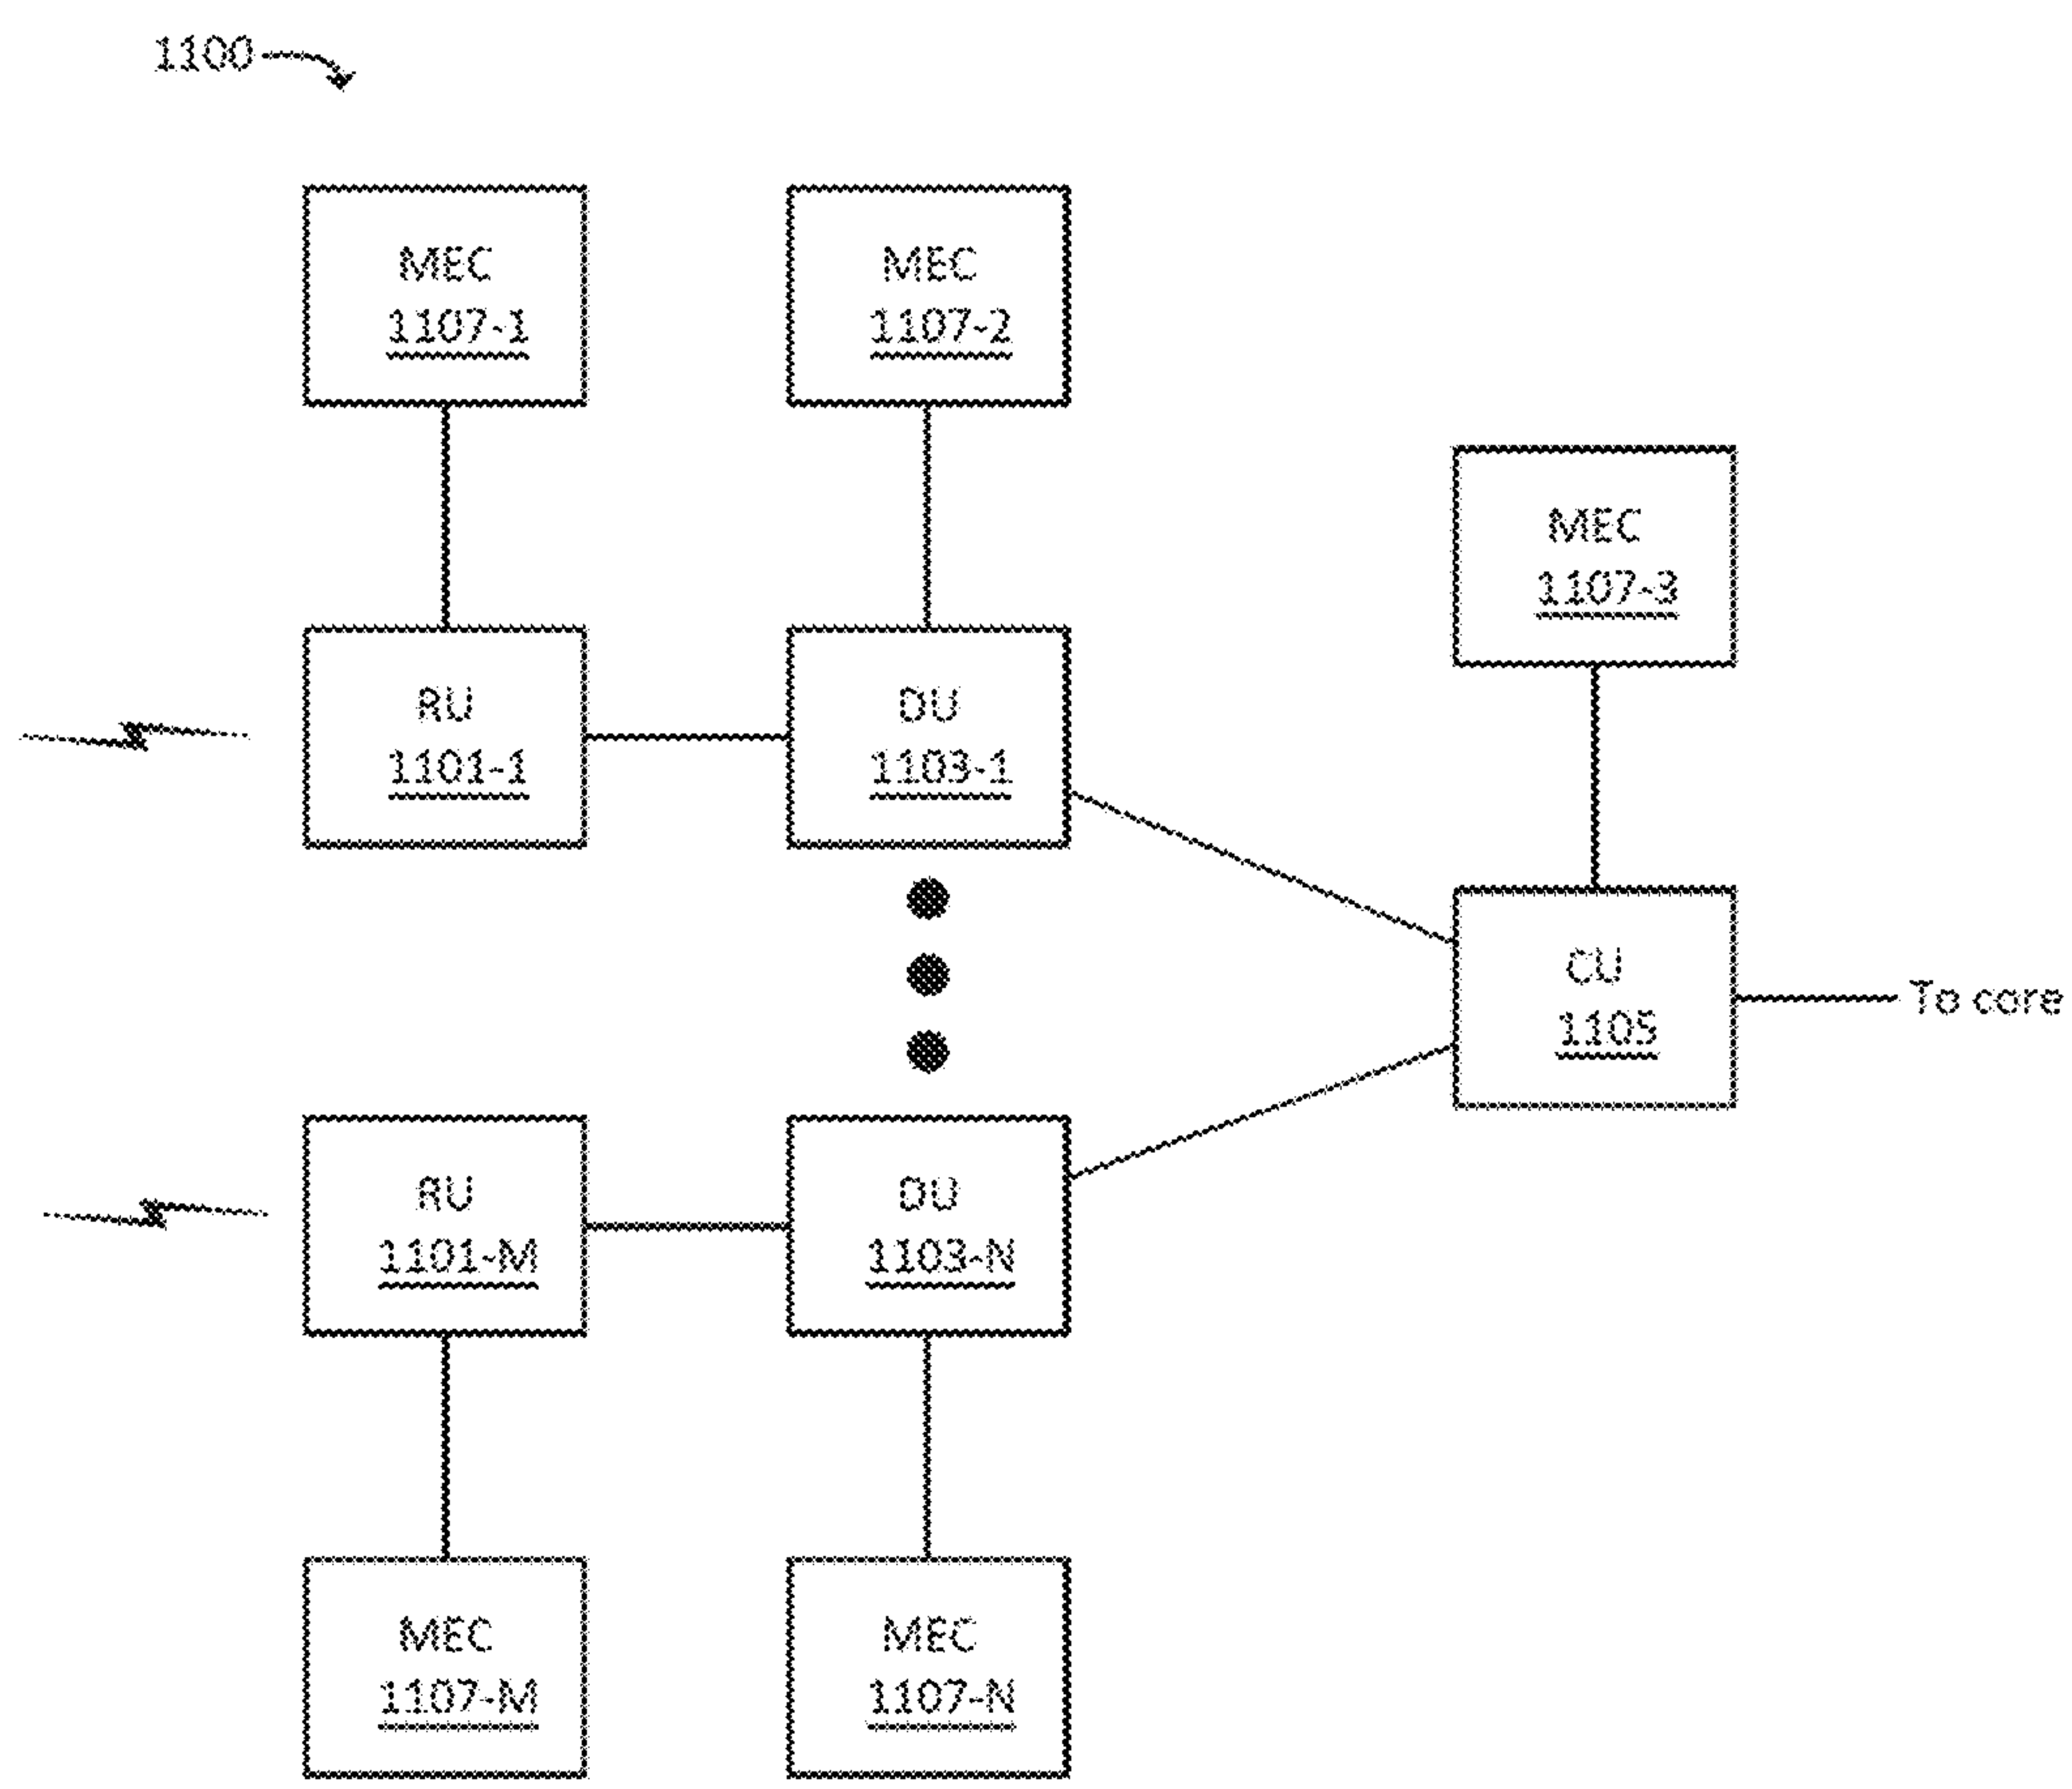 1100
MEC
1107-1
MEC
1107-2
MEC
1107-3
RU
1101-1
DU
1103-1
CU
1105
To core
RU
1101-M
DU
1103-N
MEC
1107-M
MEC
1107-N